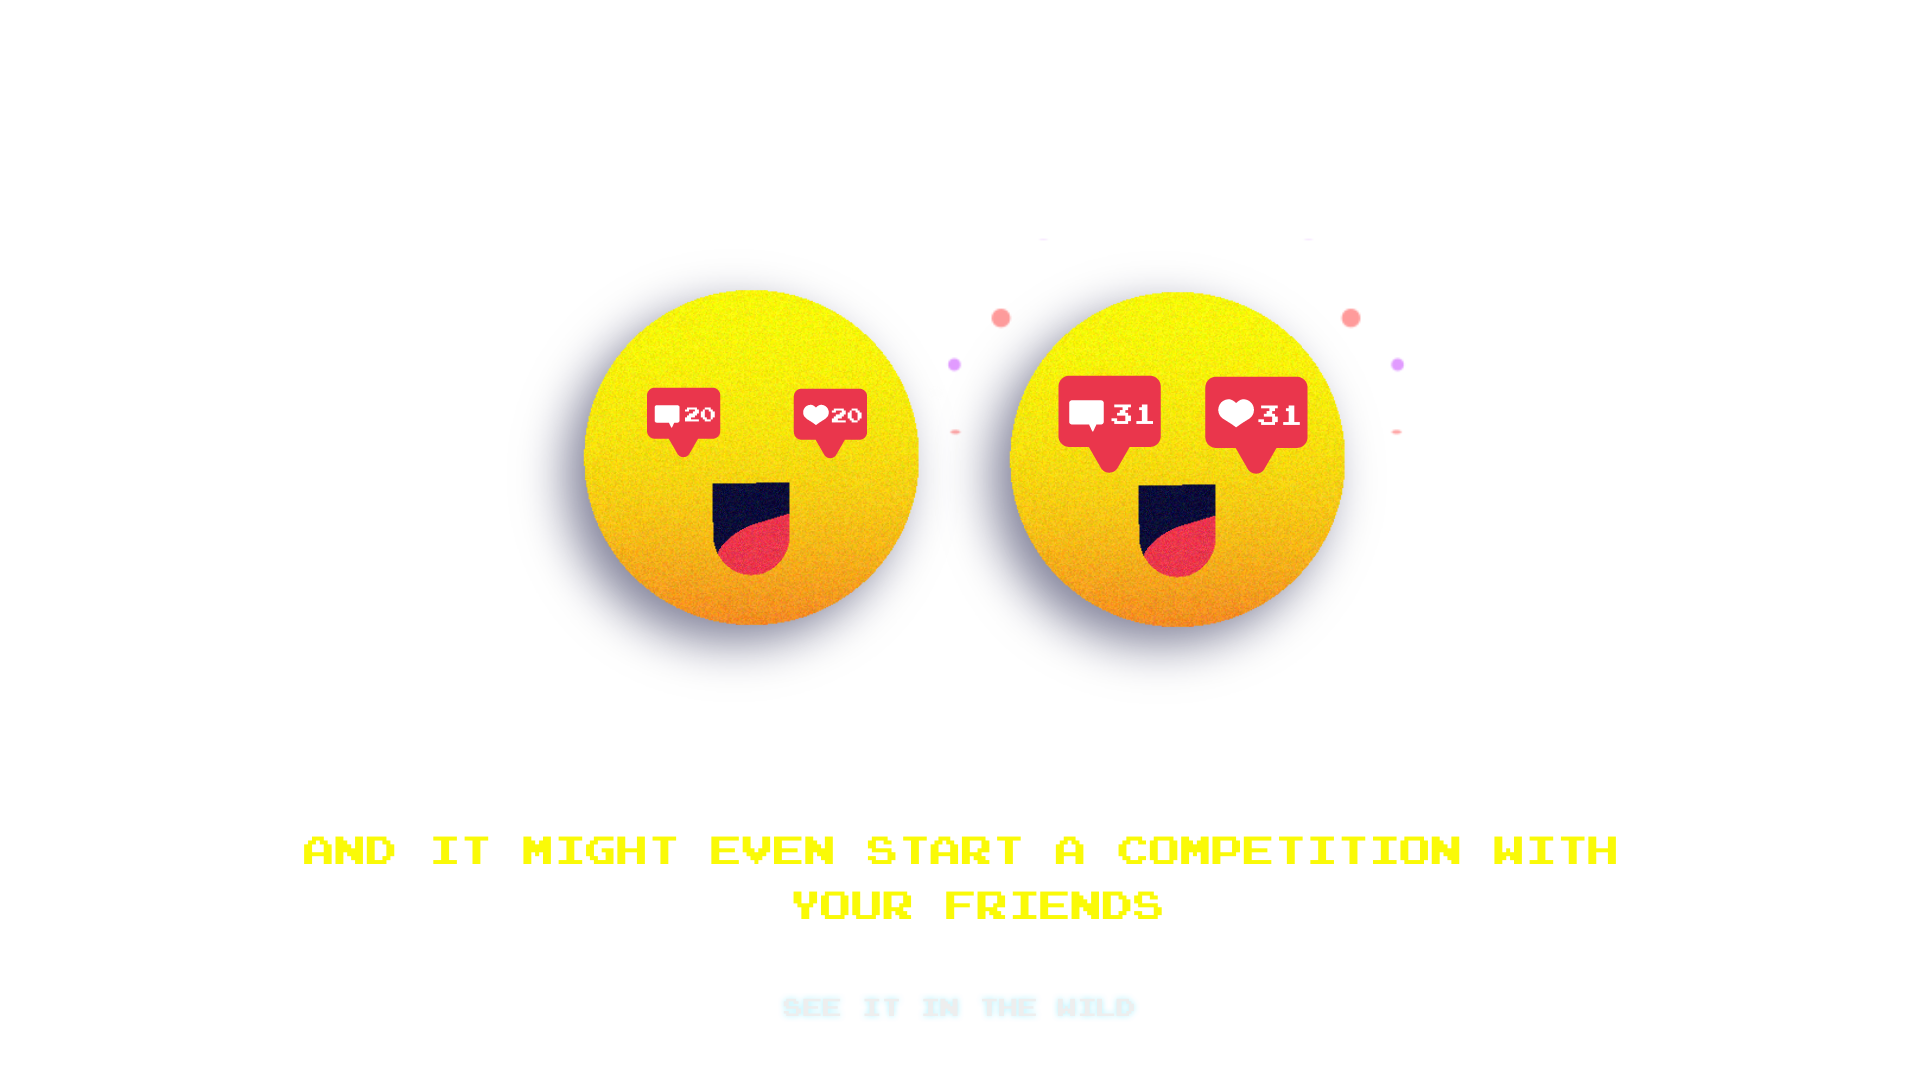 20 20 31 31
AND IT MIGHT EVEN START A COMPETITION WITH
YOUR FRIENDS
SEE IT IN THE WILD